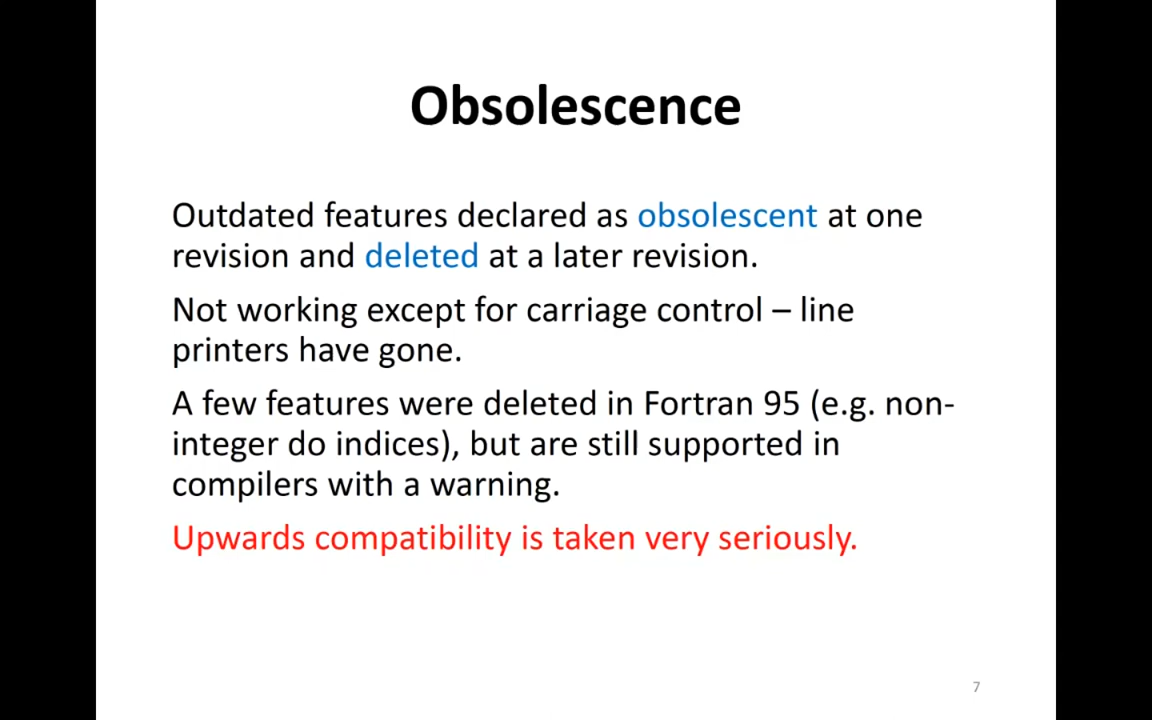 Obsolescence
Outdated features declared as obsolescent at one
revision and deleted at a later revision.
Not working except for carriage control – line
printers have gone.
A few features were deleted in Fortran 95 (e.g. non-
integer do indices), but are still supported in
compilers with a warning.
Upwards compatibility is taken very seriously.
7